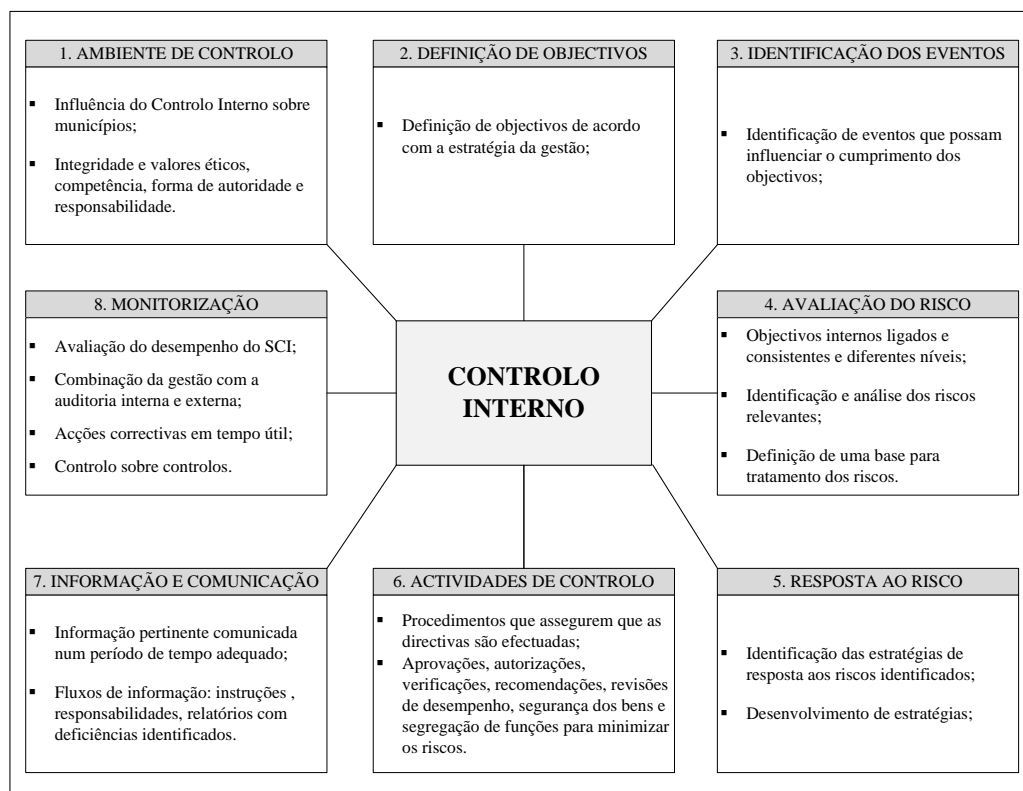 1. AMBIENTE DE CONTROLO
▪ Influência do Controlo Interno sobre
municípios;
▪ Integridade e valores éticos,
competência, forma de autoridade e
responsabilidade.
2. DEFINIÇÃO DE OBJECTIVOS
▪ Definição de objectivos de acordo
com a estratégia da gestão;
3. IDENTIFICAÇÃO DOS EVENTOS
▪ Identificação de eventos que possam
influenciar o cumprimento dos
objectivos;
8. MONITORIZAÇÃO
▪ Avaliação do desempenho do SCI;
▪ Combinação da gestão com a
auditoria interna e externa;
▪ Acções correctivas em tempo útil;
▪ Controlo sobre controlos.
CONTROLO
INTERNO
4. AVALIAÇÃO DO RISCO
▪ Objectivos internos ligados e
consistentes e diferentes níveis;
▪ Identificação e análise dos riscos
relevantes;
▪ Definição de uma base para
tratamento dos riscos.
7. INFORMAÇÃO E COMUNICAÇÃO
▪ Informação pertinente comunicada
num período de tempo adequado;
▪ Fluxos de informação: instruções ,
responsabilidades, relatórios com
deficiências identificados.
6. ACTIVIDADES DE CONTROLO
▪ Procedimentos que assegurem que as
directivas são efectuadas;
▪ Aprovações, autorizações,
verificações, recomendações, revisões
de desempenho, segurança dos bens e
segregação de funções para minimizar
os riscos.
5. RESPOSTA AO RISCO
▪ Identificação das estratégias de
resposta aos riscos identificados;
▪ Desenvolvimento de estratégias;